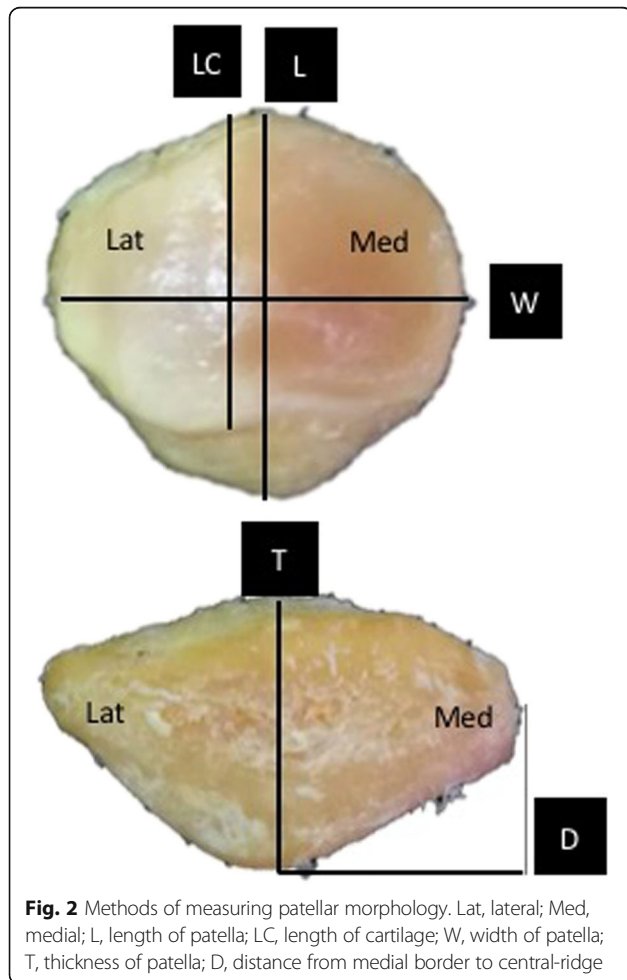 LC L
Lat Med
W
T
Lat Med
D
Fig. 2 Methods of measuring patellar morphology. Lat, lateral; Med,
medial; L, length of patella; LC, length of cartilage; W, width of patella;
T, thickness of patella; D, distance from medial border to central-ridge